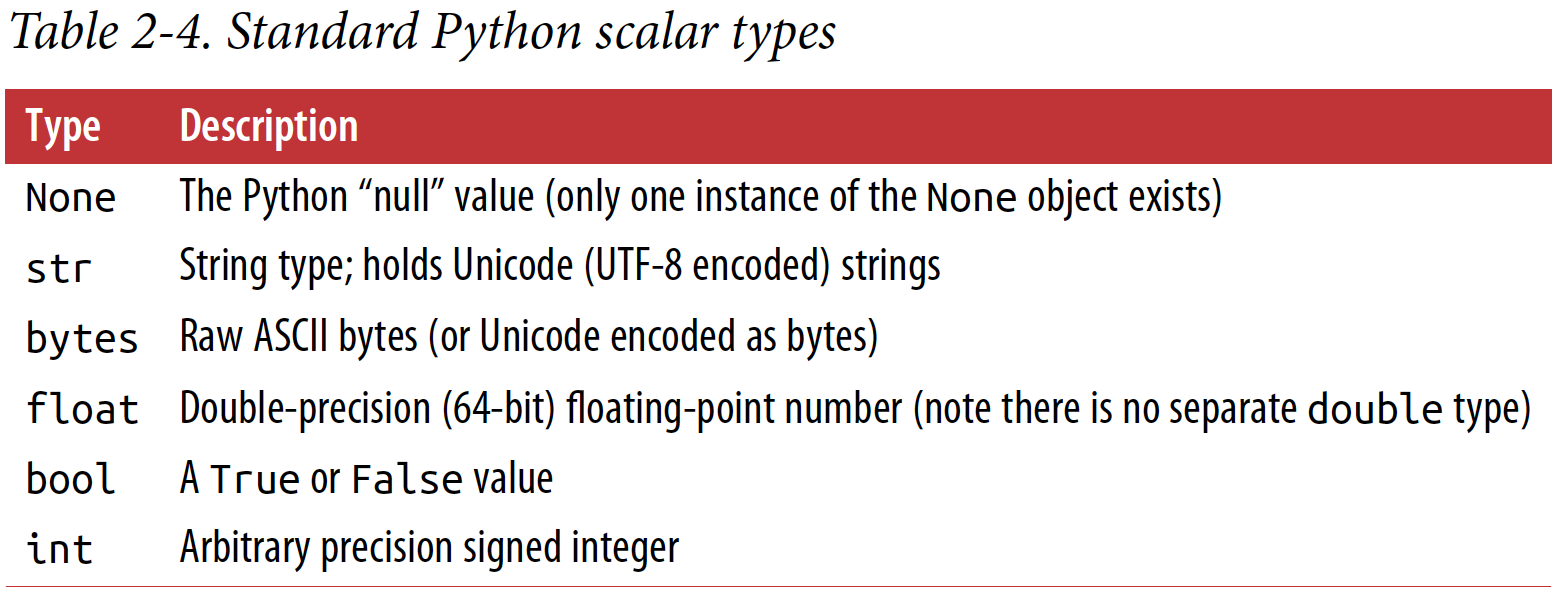 Table 2-4. Standard Python scalar types
Type Description
None The Python “null” value (only one instance of the None object exists)
str String type; holds Unicode (UTF-8 encoded) strings
bytes Raw ASCII bytes (or Unicode encoded as bytes)
float Double-precision (64-bit) floating-point number (note there is no separate double type)
bool A True or False value
int Arbitrary precision signed integer